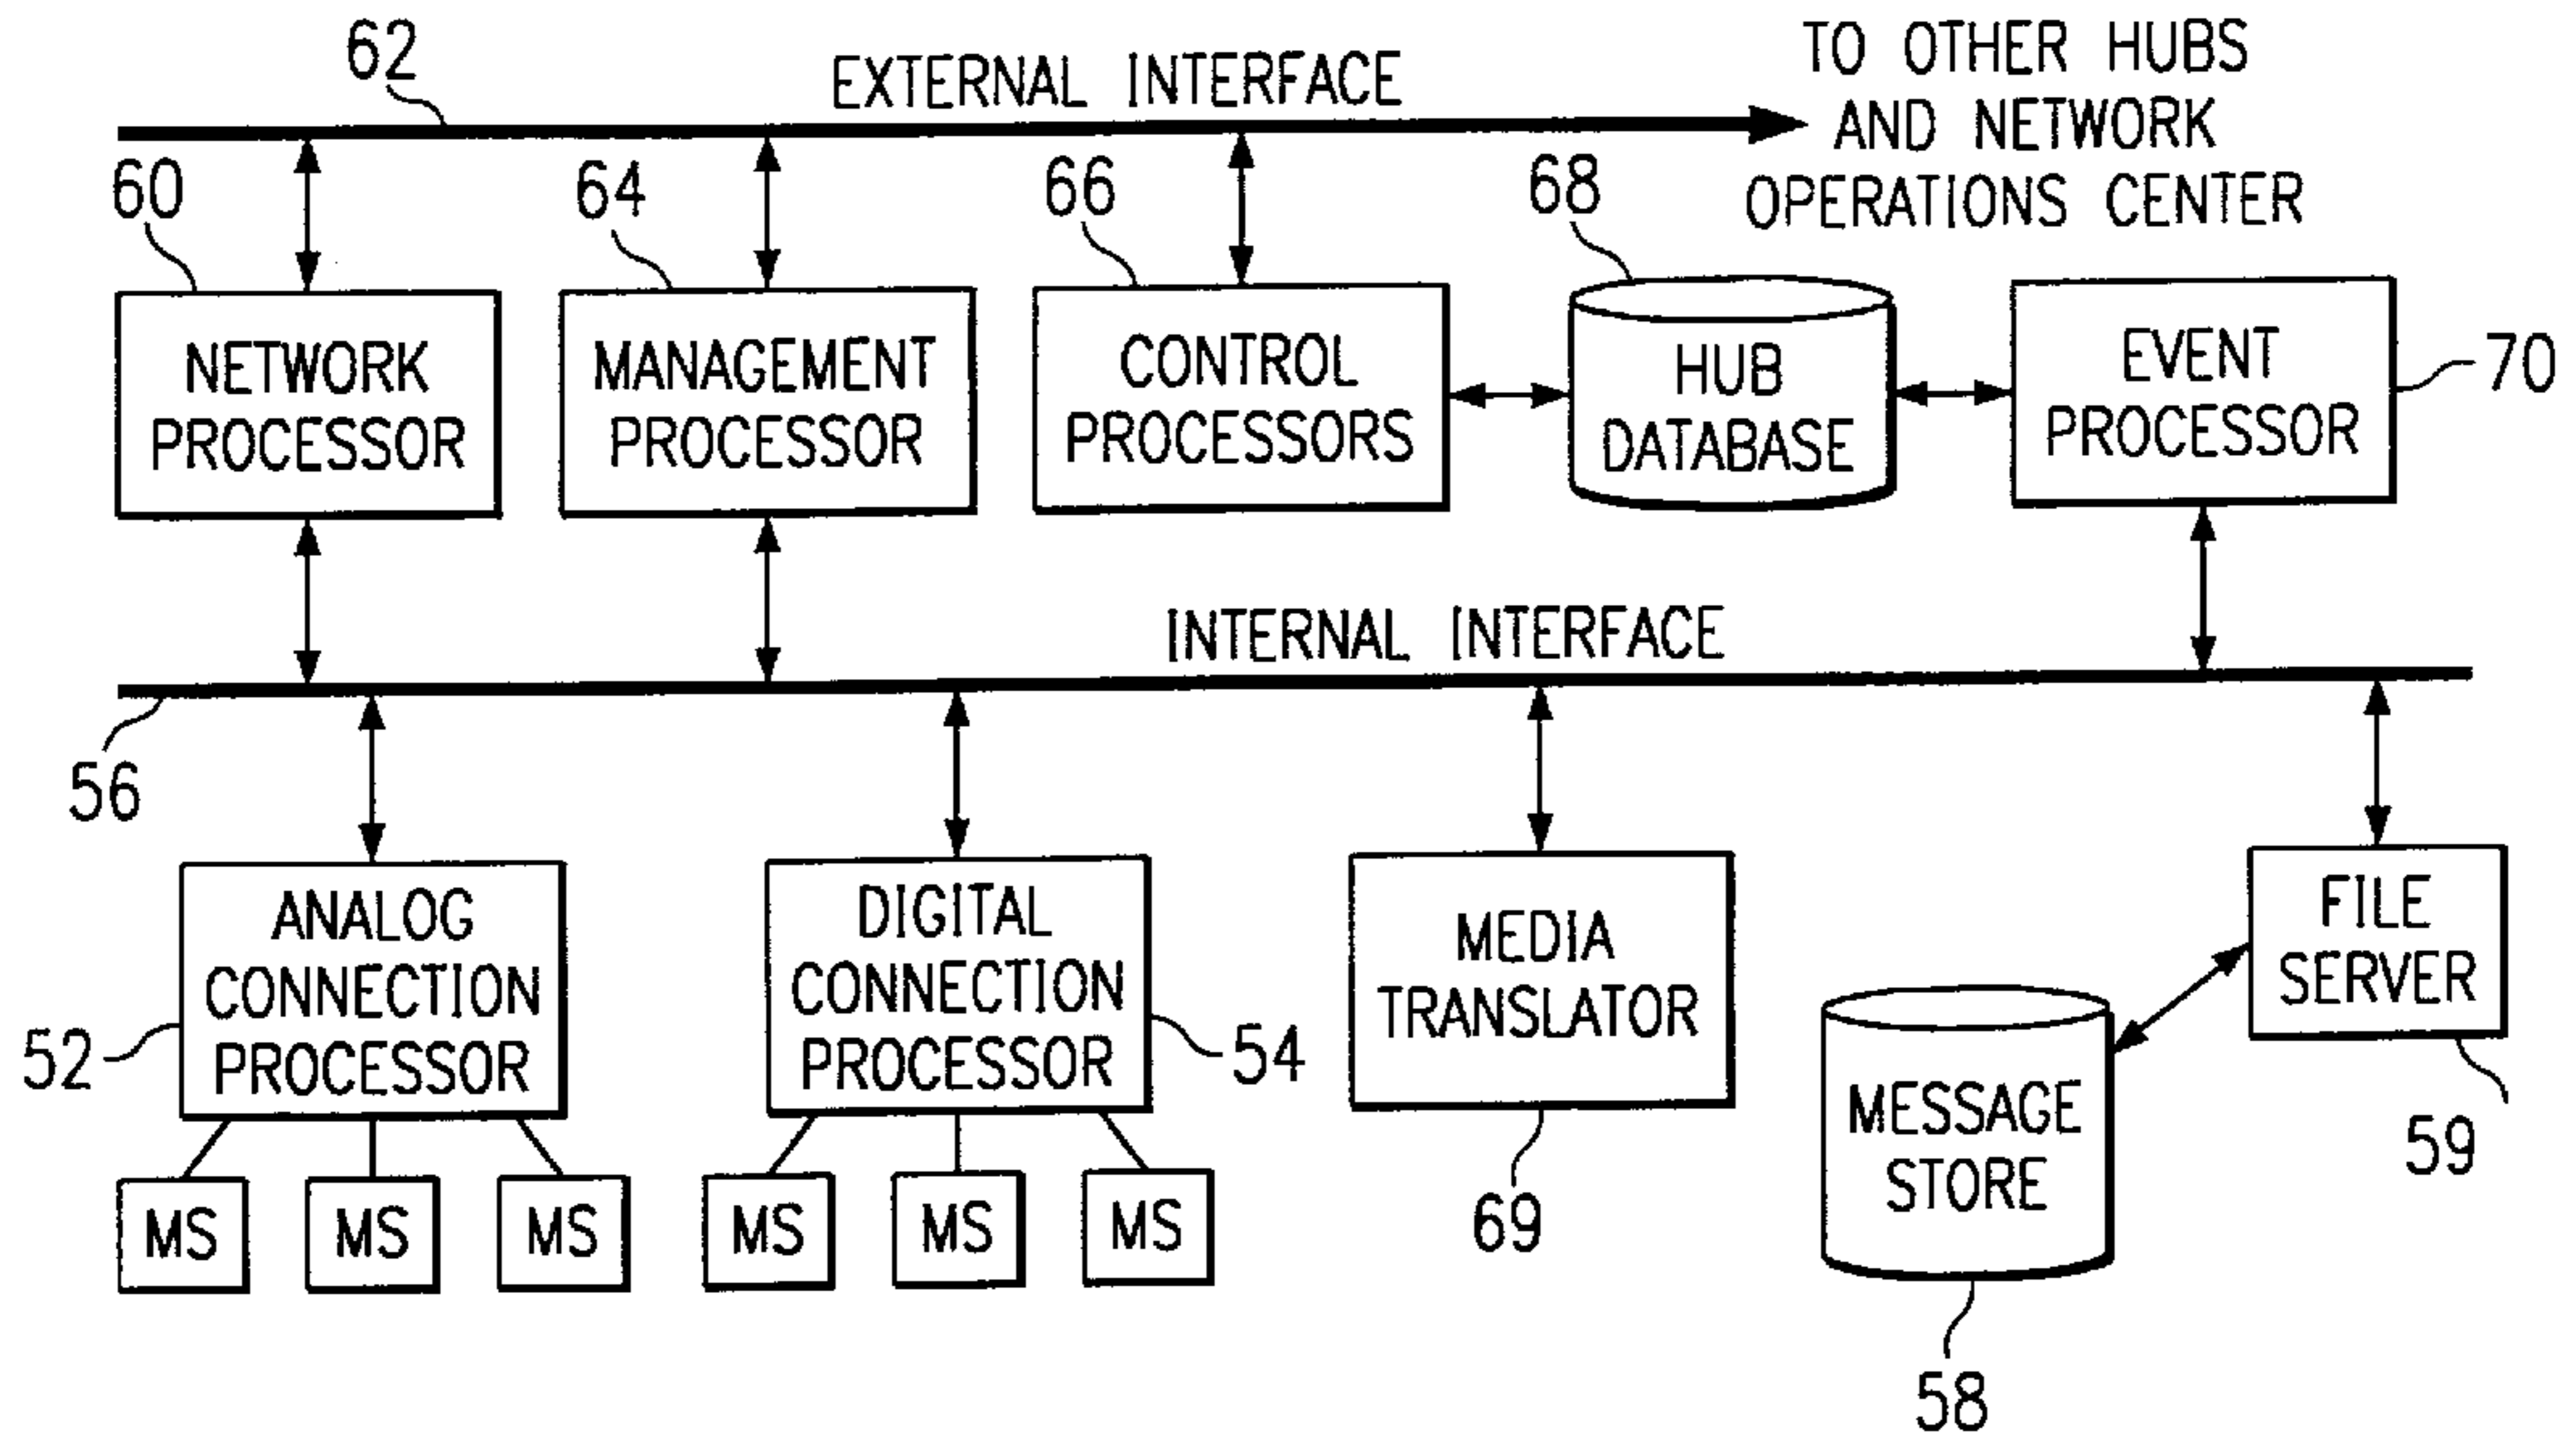 62
EXTERNAL INTERFACE
TO OTHER HUBS
AND NETWORK
OPERATIONS CENTER
60
64
66
68
NETWORK
PROCESSOR
MANAGEMENT
PROCESSOR
CONTROL
PROCESSORS
HUB
DATABASE
EVENT
PROCESSOR
70
INTERNAL INTERFACE
56
ANALOG
CONNECTION
PROCESSOR
52
DIGITAL
CONNECTION
PROCESSOR
54
MEDIA
TRANSLATOR
69
FILE
SERVER
59
MESSAGE
STORE
58
MS
MS
MS
MS
MS
MS